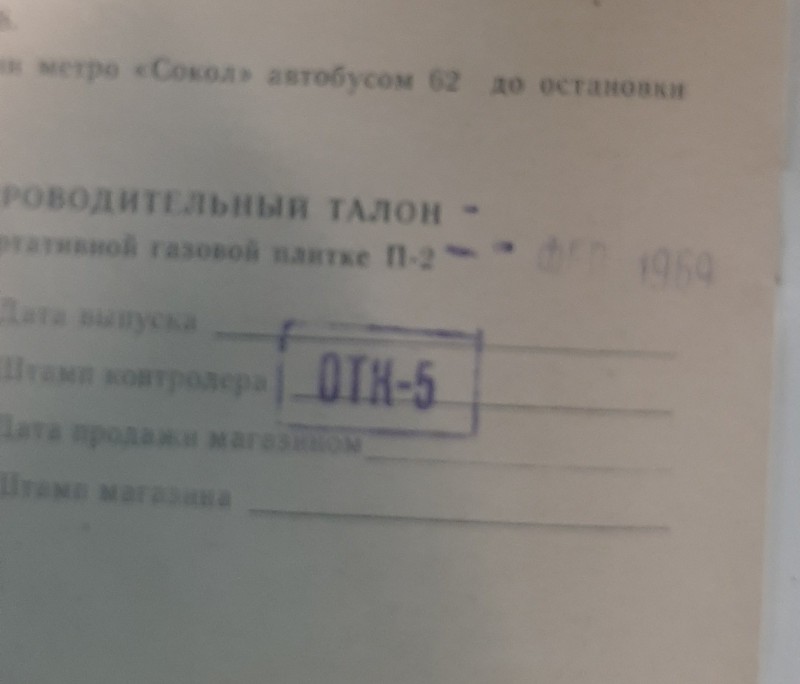 метро «Сокол» автобусом 62 до остановки
РОВОДИТЕЛЬНЫЙ ТАЛОН -
ртативной газовой плитке П-2 - - ФЕВ 1969
Дата выпуска
Штамп контролера ОТК-5
Дата продажи магазином
Штамп магазина